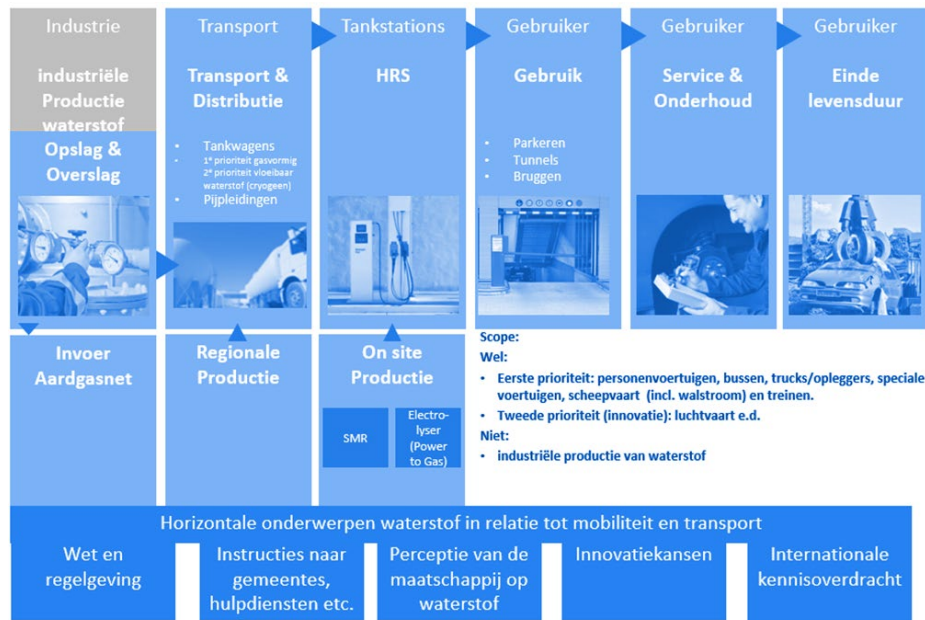 Industrie
industriële
Productie
waterstof
Opslag &
Overslag
Transport
Transport &
Distributie
• Tankwagens
• 1e prioriteit gasvormig
2e prioriteit vloeibaar
waterstof (cryogeen)
• Pijpleidingen
Tankstations
HRS
Gebruiker
Gebruik
• Parkeren
• Tunnels
• Bruggen
Gebruiker
Service &
Onderhoud
Gebruiker
Einde
levensduur
Invoer
Aardgasnet
Regionale
Productie
On site
Productie
SMR
Electro-
lyser
(Power
to Gas)
Scope:
Wel:
• Eerste prioriteit: personenvoertuigen, bussen, trucks/opleggers, speciale
voertuigen, scheepvaart (incl. walstroom) en treinen.
• Tweede prioriteit (innovatie): luchtvaart e.d.
Niet:
• industriële productie van waterstof
Horizontale onderwerpen waterstof in relatie tot mobiliteit en transport
Wet en
regelgeving
Instructies naar
gemeentes,
hulpdiensten etc.
Perceptie van de
maatschappij op
waterstof
Innovatiekansen
Internationale
kennisoverdracht